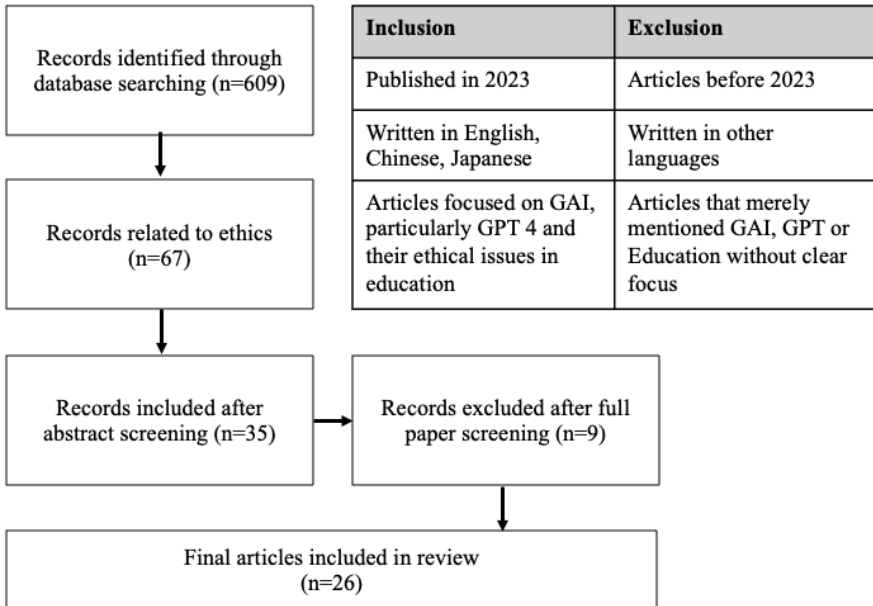 Records identified through
database searching (n=609)
Records related to ethics
(n=67)
Records included after
abstract screening (n=35)
Records excluded after full
paper screening (n=9)
Final articles included in review
(n=26)
Inclusion
Exclusion
Published in 2023
Articles before 2023
Written in English,
Chinese, Japanese
Written in other
languages
Articles focused on GAI,
particularly GPT 4 and
their ethical issues in
education
Articles that merely
mentioned GAI, GPT or
Education without clear
focus